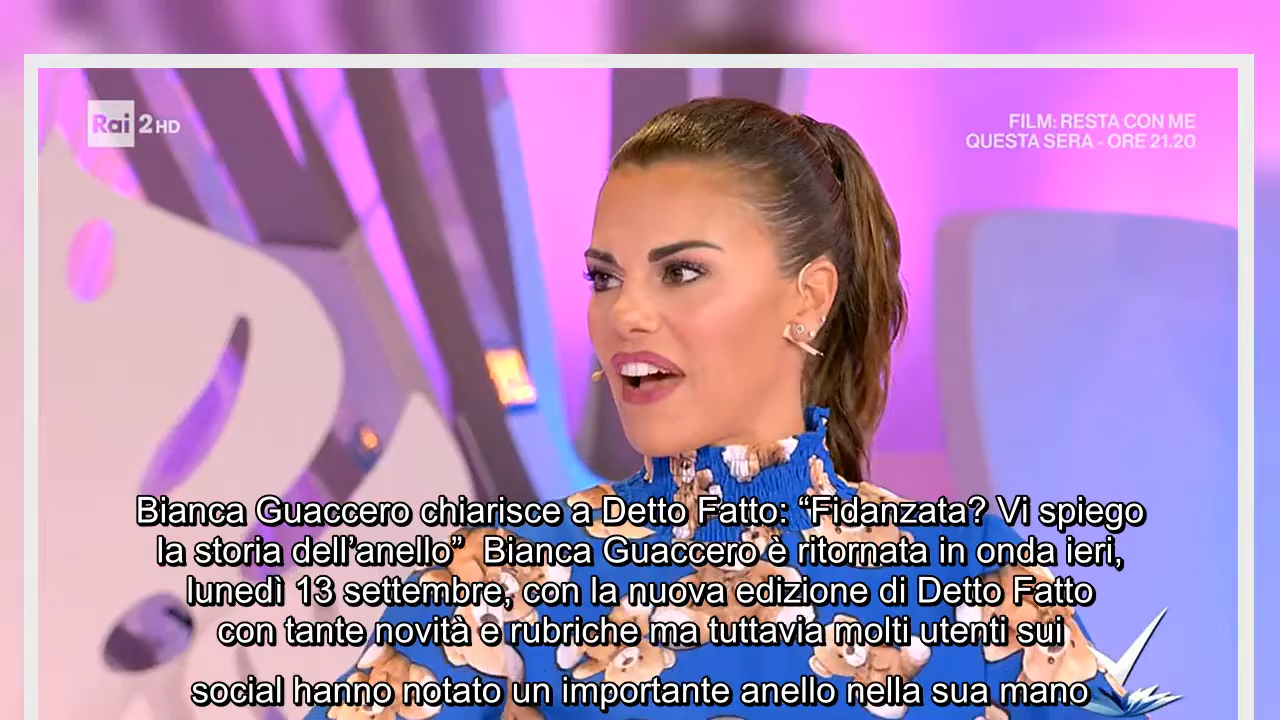 Rai 2 HD
FILM: RESTA CON ME
QUESTA SERA - ORE 21.20
Bianca Guaccero chiarisce a Detto Fatto: “Fidanzata? Vi spiego
la storia dell’anello”  Bianca Guaccero è ritornata in onda ieri,
lunedì 13 settembre, con la nuova edizione di Detto Fatto
con tante novità e rubriche ma tuttavia molti utenti sui
social hanno notato un importante anello nella sua mano